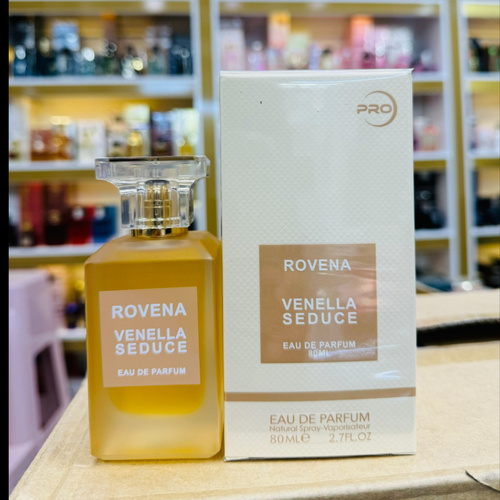 ROVENA
VENELLA
SEDUCE
EAU DE PARFUM
PRO
ROVENA
VENELLA
SEDUCE
EAU DE PARFUM
80ML
EAU DE PARFUM
Natural Spray-Vaporisateur
80ML℮ 2.7FL.OZ